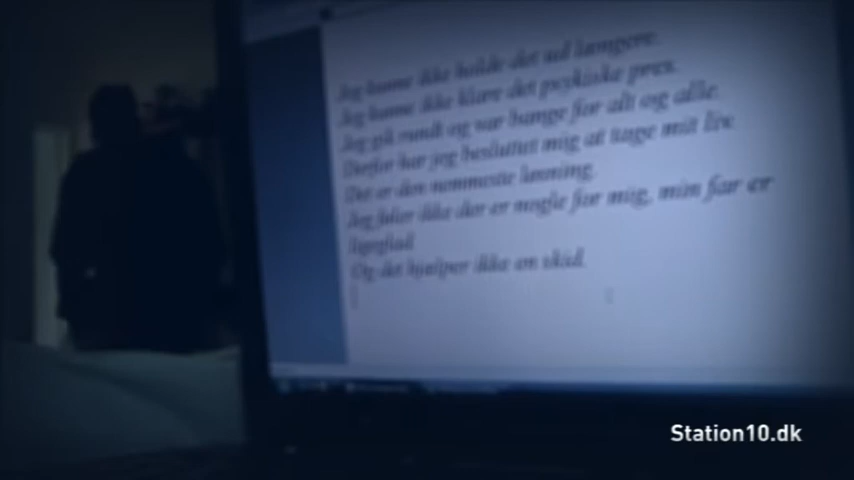 Jeg kunne ikke holde det ud længere.
Jeg kunne ikke klare det psykiske pres.
Jeg gik rundt og var bange for alt og alle.
Derfor har jeg besluttet mig at tage mit liv.
Det er den nemmeste løsning.
Jeg føler ikke der er nogle for mig, min far er
ligeglad
Og det hjælper ikke en skid.
Station10.dk